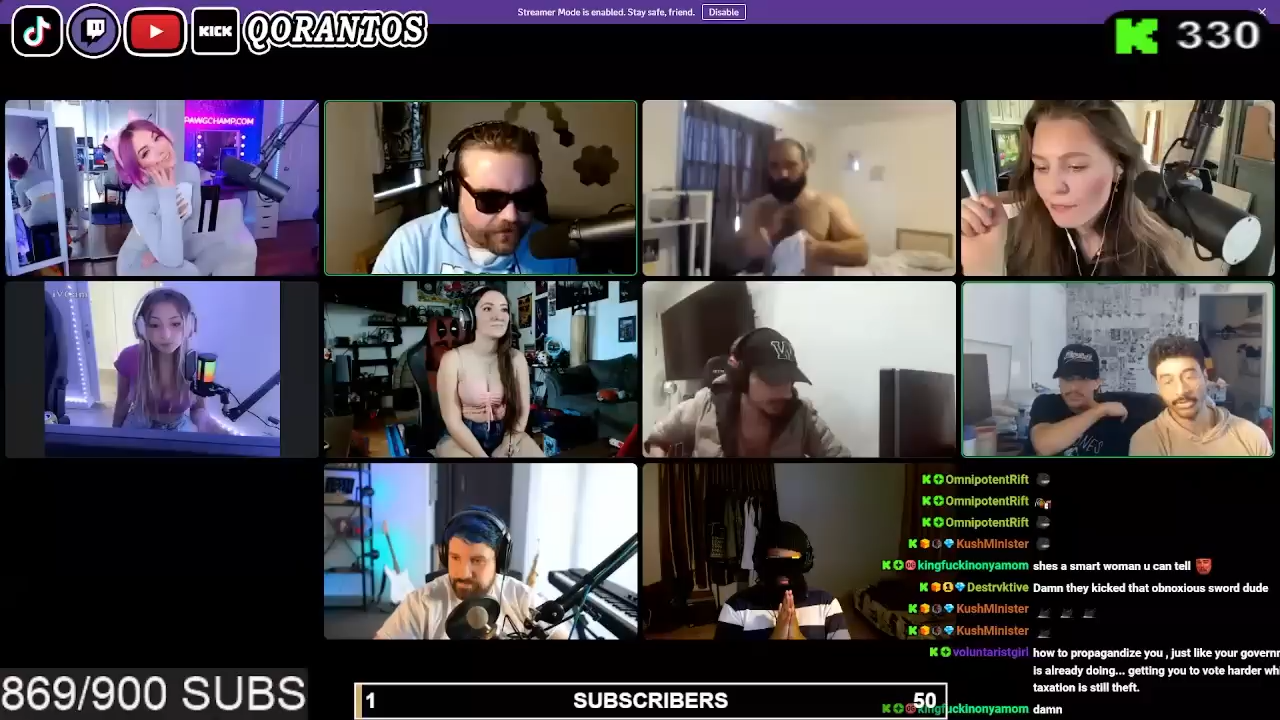 Streamer Mode is enabled. Stay safe, friend. Disable
KICK QORANTOS
330
PAWGCHAMP.COM
iVCam
OmnipotentRift
OmnipotentRift
OmnipotentRift
KushMinister
kingfuckinonyamom shes a smart woman u can tell
Destrvktive Damn they kicked that obnoxious sword dude
KushMinister
KushMinister
voluntaristgirl how to propagandize you , just like your governm
is already doing... getting you to vote harder whi
taxation is still theft.
kingfuckinonyamom damn
869/900 SUBS
1 SUBSCRIBERS 50